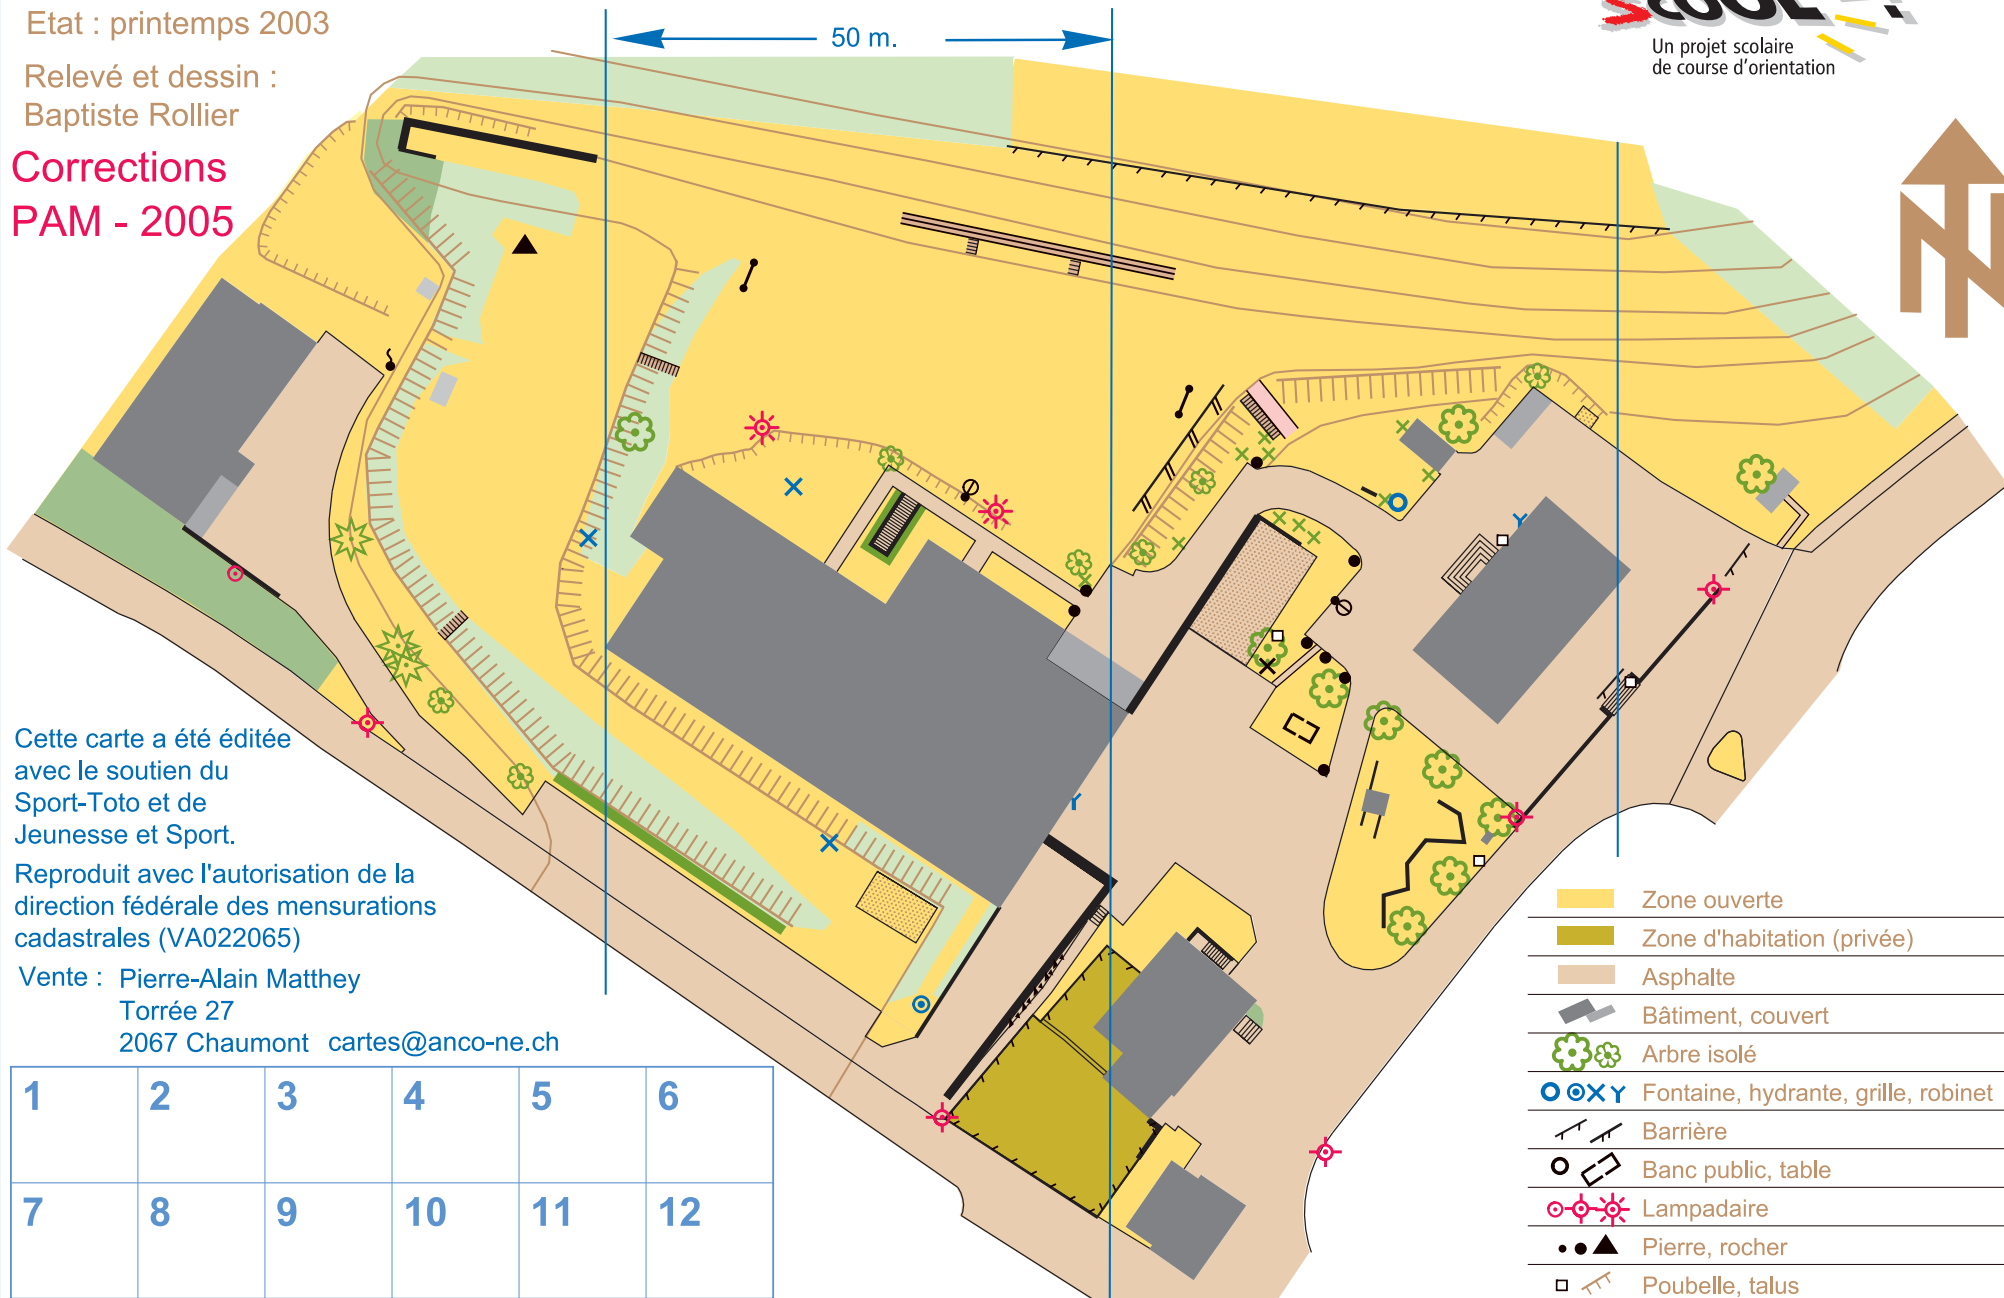 Etat : printemps 2003
Relevé et dessin :
Baptiste Rollier
Corrections
PAM - 2005
50 m.
Un projet scolaire
de course d'orientation
N
Cette carte a été éditée
avec le soutien du
Sport-Toto et de
Jeunesse et Sport.
Reproduit avec l'autorisation de la
direction fédérale des mensurations
cadastrales (VA022065)
Vente : Pierre-Alain Matthey
Torrée 27
2067 Chaumont cartes@anco-ne.ch
1 2 3 4 5 6
7 8 9 10 11 12
Zone ouverte
Zone d'habitation (privée)
Asphalte
Bâtiment, couvert
Arbre isolé
Fontaine, hydrante, grille, robinet
Barrière
Banc public, table
Lampadaire
Pierre, rocher
Poubelle, talus